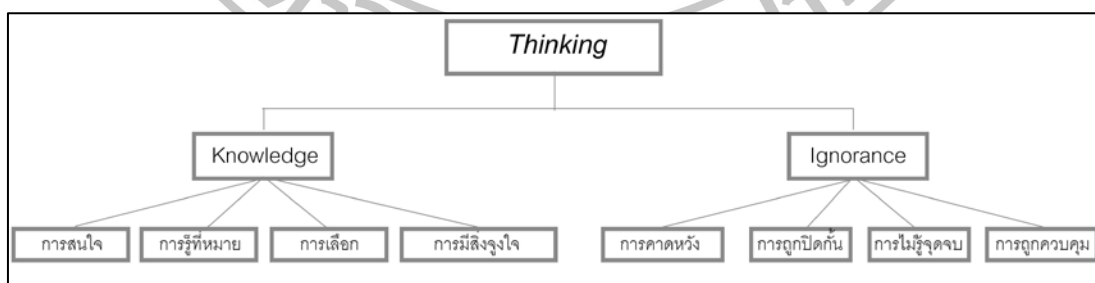 Thinking
Knowledge
Ignorance
การสนใจ
การรู้ที่หมาย
การเลือก
การมีสิ่งจูงใจ
การคาดหวัง
การถูกปิดกั้น
การไม่รู้จุดจบ
การถูกควบคุม